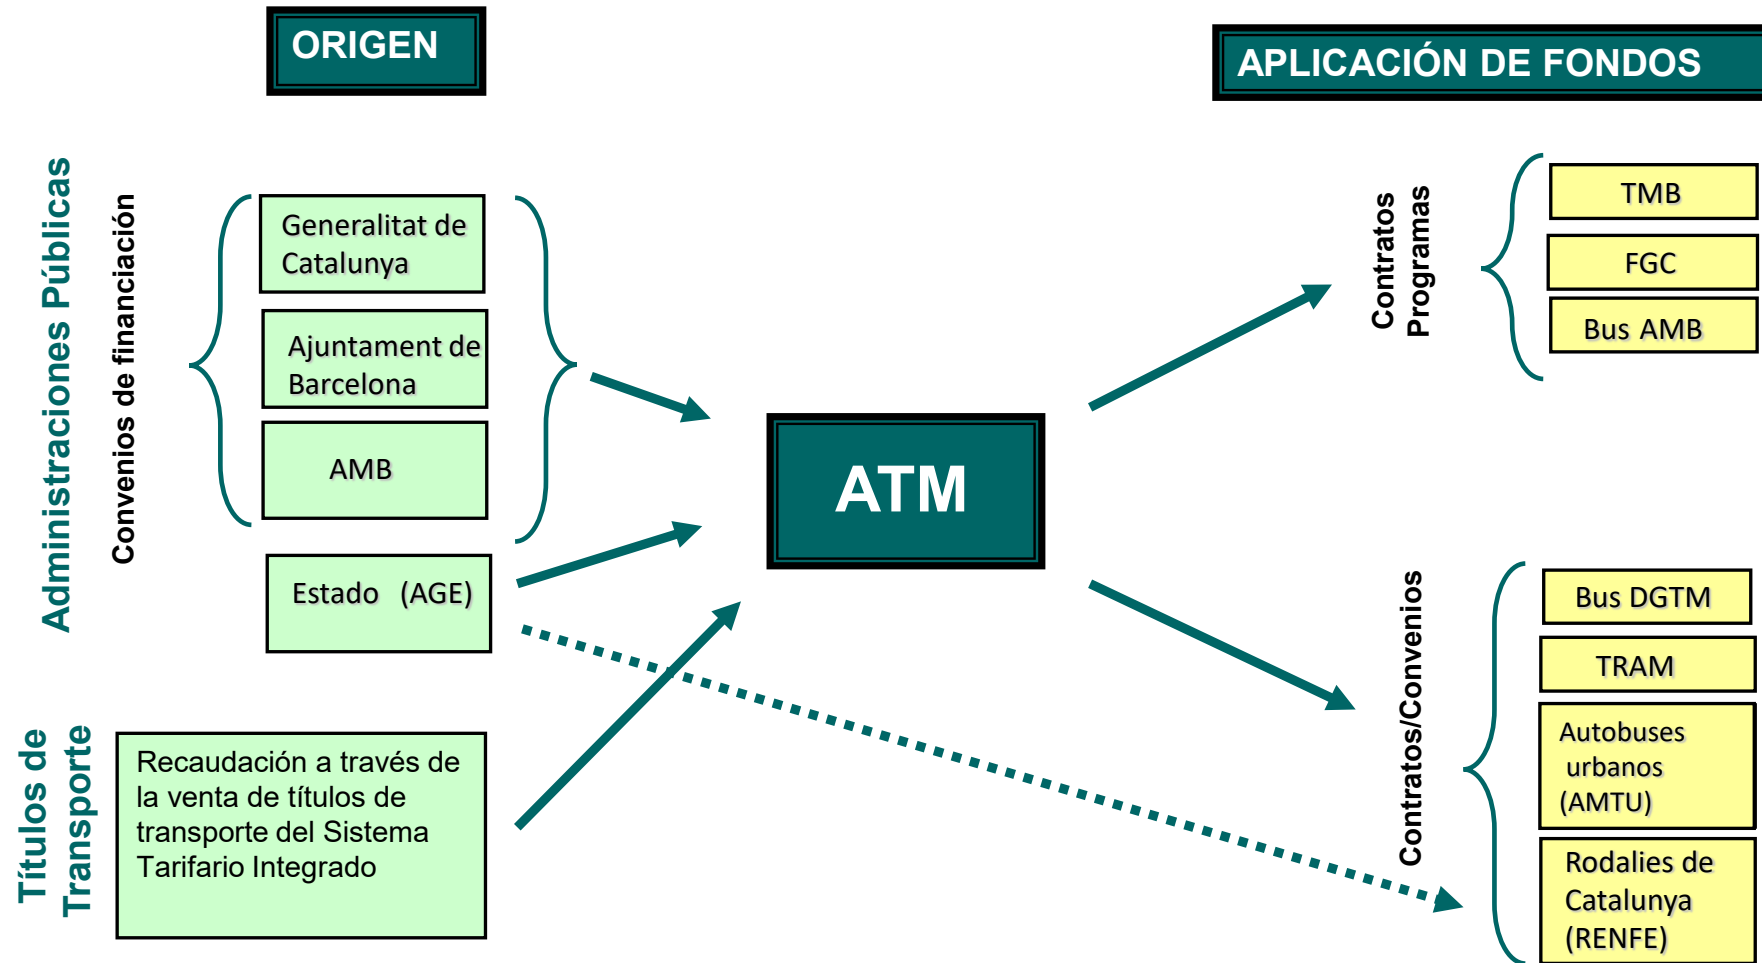 ORIGEN
APLICACIÓN DE FONDOS
Administraciones Públicas
Convenios de financiación
Generalitat de
Catalunya
Ajuntament de
Barcelona
AMB
Estado (AGE)
Títulos de
Transporte
Recaudación a través de
la venta de títulos de
transporte del Sistema
Tarifario Integrado
ATM
Contratos
Programas
TMB
FGC
Bus AMB
Contratos/Convenios
Bus DGTM
TRAM
Autobuses
urbanos
(AMTU)
Rodalies de
Catalunya
(RENFE)